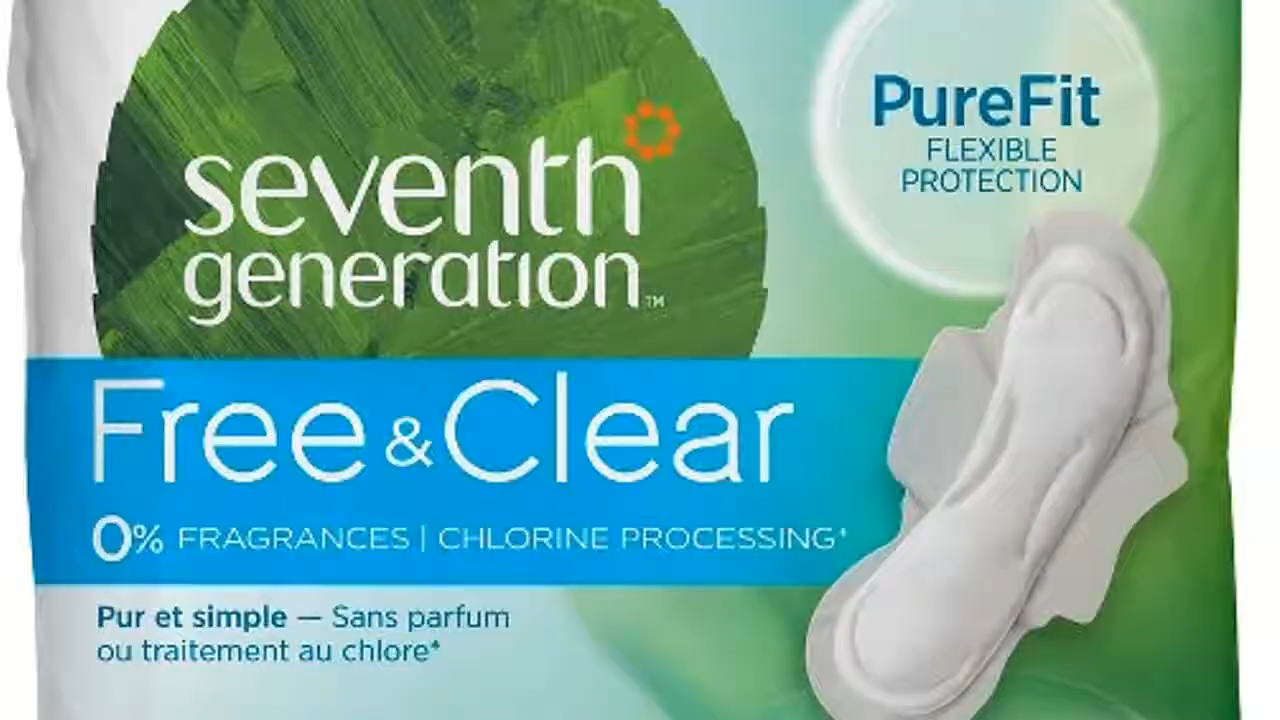 seventh
generation™
PureFit
FLEXIBLE
PROTECTION
Free & Clear
0% FRAGRANCES | CHLORINE PROCESSING*
Pur et simple — Sans parfum
ou traitement au chlore*